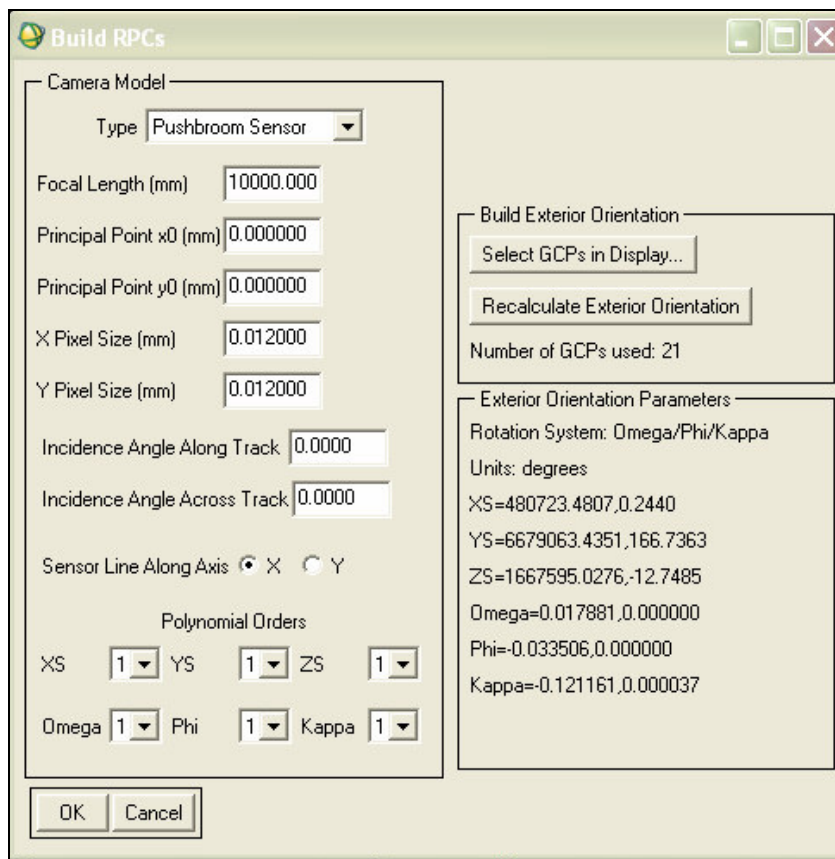 Build RPCs
Camera Model
Type Pushbroom Sensor
Focal Length (mm) 10000.000
Principal Point x0 (mm) 0.000000
Principal Point y0 (mm) 0.000000
X Pixel Size (mm) 0.012000
Y Pixel Size (mm) 0.012000
Incidence Angle Along Track 0.0000
Incidence Angle Across Track 0.0000
Sensor Line Along Axis X Y
Polynomial Orders
XS 1 YS 1 ZS 1
Omega 1 Phi 1 Kappa 1
Build Exterior Orientation
Select GCPs in Display...
Recalculate Exterior Orientation
Number of GCPs used: 21
Exterior Orientation Parameters
Rotation System: Omega/Phi/Kappa
Units: degrees
XS=480723.4807,0.2440
YS=6679063.4351,166.7363
ZS=1667595.0276,-12.7485
Omega=0.017881,0.000000
Phi=-0.033506,0.000000
Kappa=-0.121161,0.000037
OK Cancel